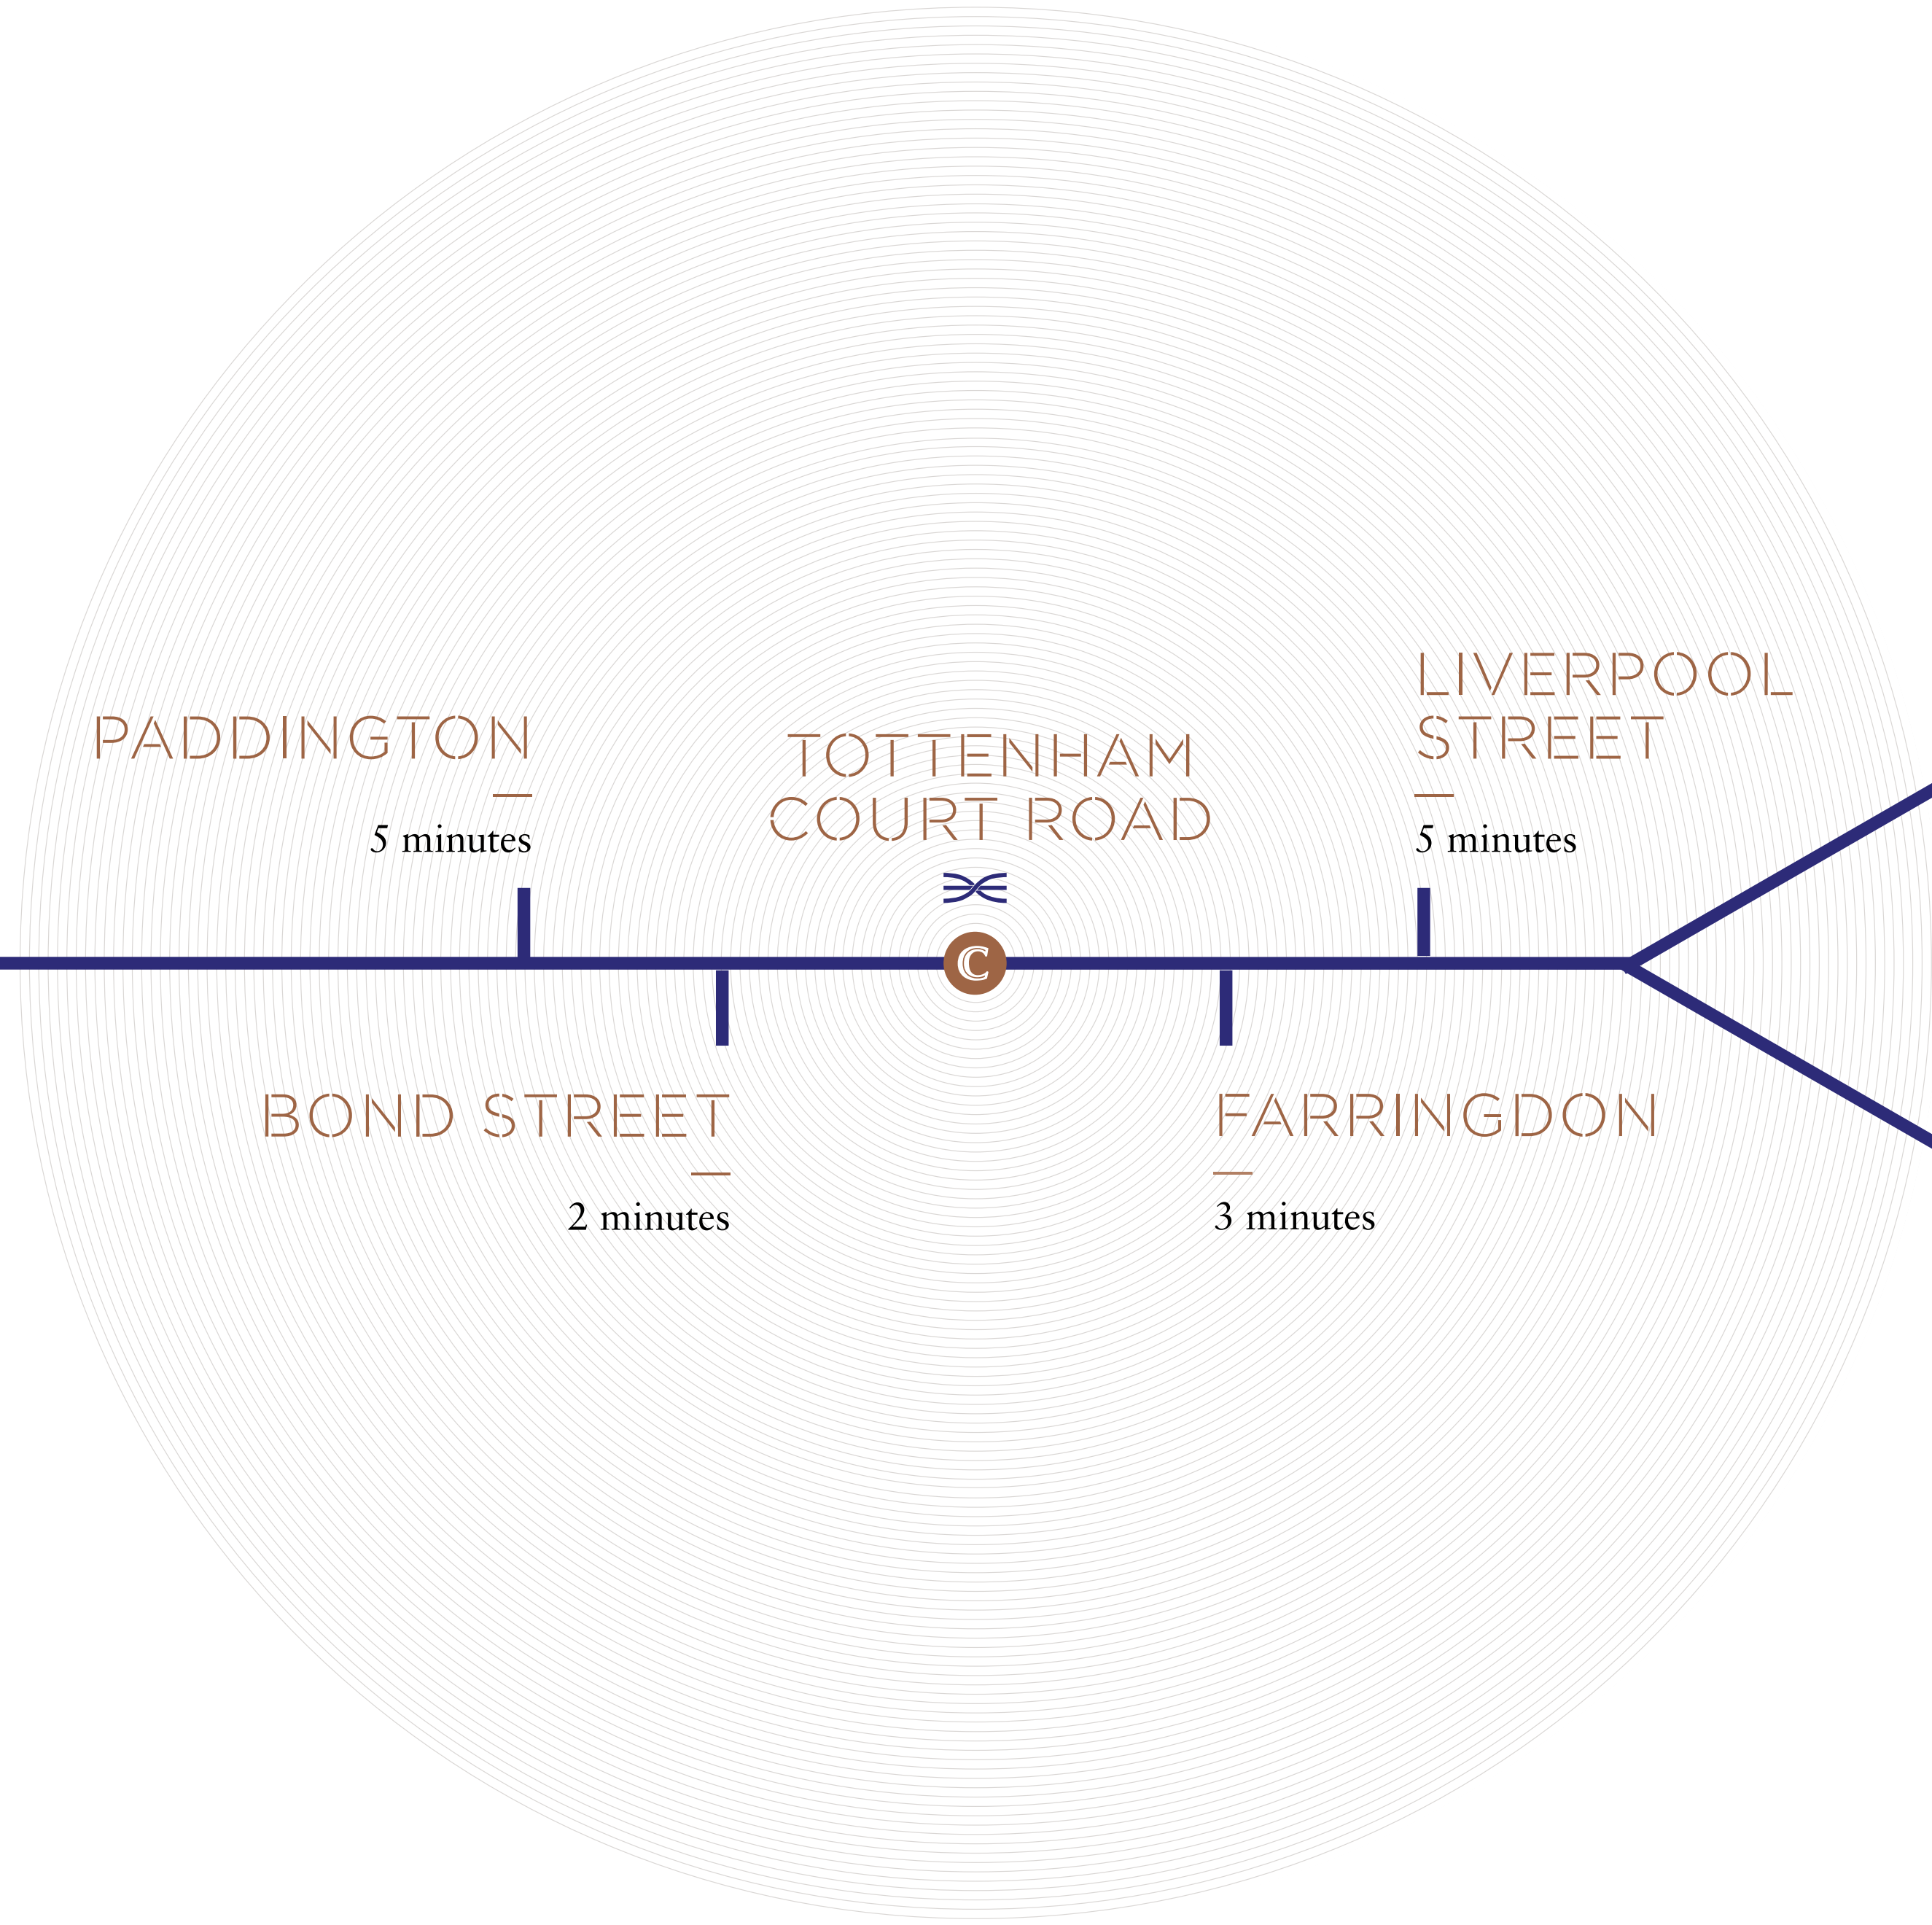 PADDINGTON
5 minutes
BOND STREET
2 minutes
TOTTENHAM
COURT ROAD
C
LIVERPOOL
STREET
5 minutes
FARRINGDON
3 minutes